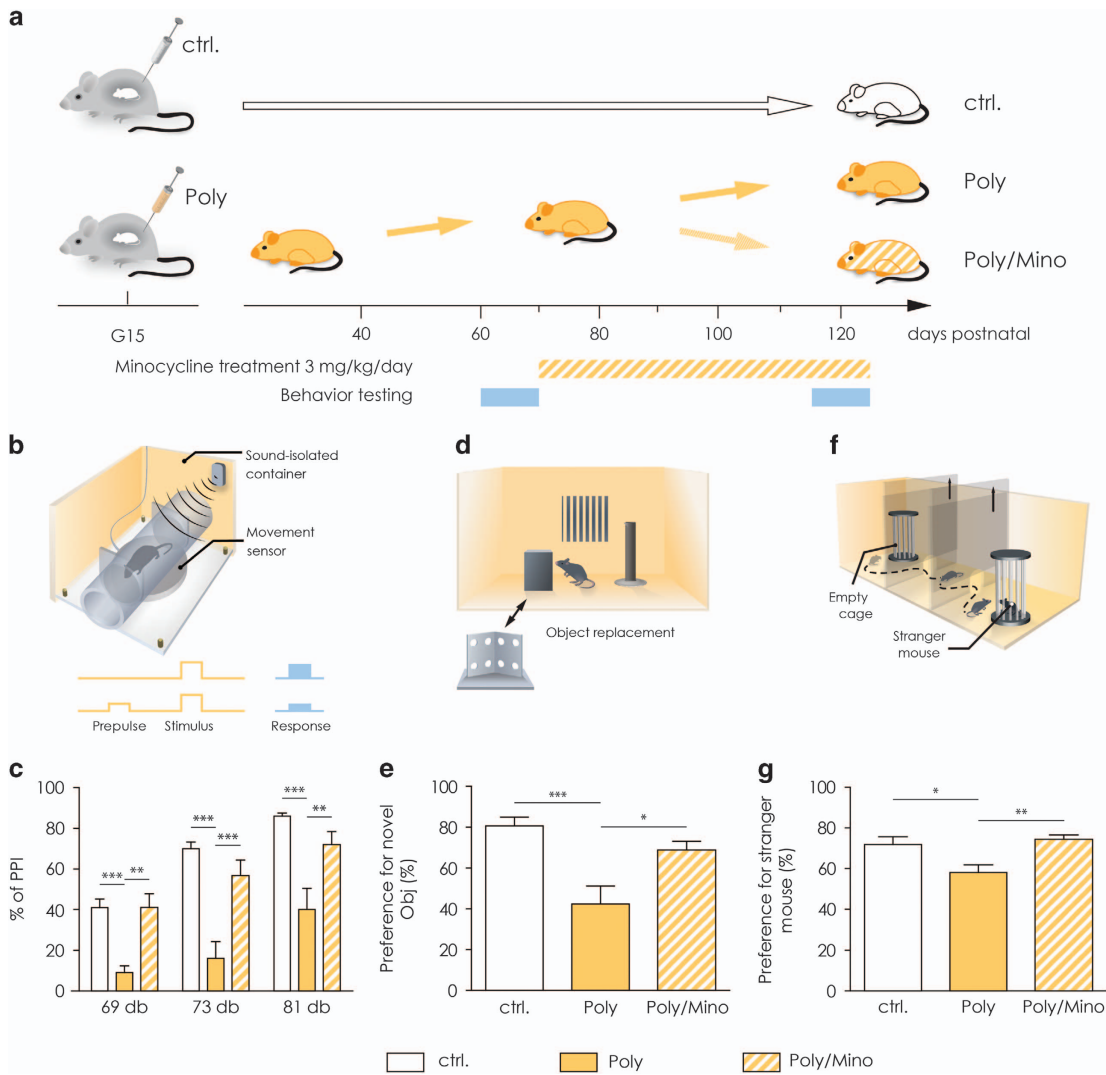 a
ctrl.
ctrl.
Poly
Poly
Poly/Mino
G15
40
60
80
100
120
days postnatal
Minocycline treatment 3 mg/kg/day
Behavior testing
b
Sound-isolated
container
Movement
sensor
Prepulse
Stimulus
Response
d
Object replacement
f
Empty
cage
Stranger
mouse
c
% of PPI
100
80
60
40
20
0
***
**
***
***
***
**
69 db
73 db
81 db
e
Preference for novel
Obj (%)
100
80
60
40
20
0
***
*
ctrl.
Poly
Poly/Mino
g
Preference for stranger
mouse (%)
100
80
60
40
20
0
*
**
ctrl.
Poly
Poly/Mino
ctrl.
Poly
Poly/Mino